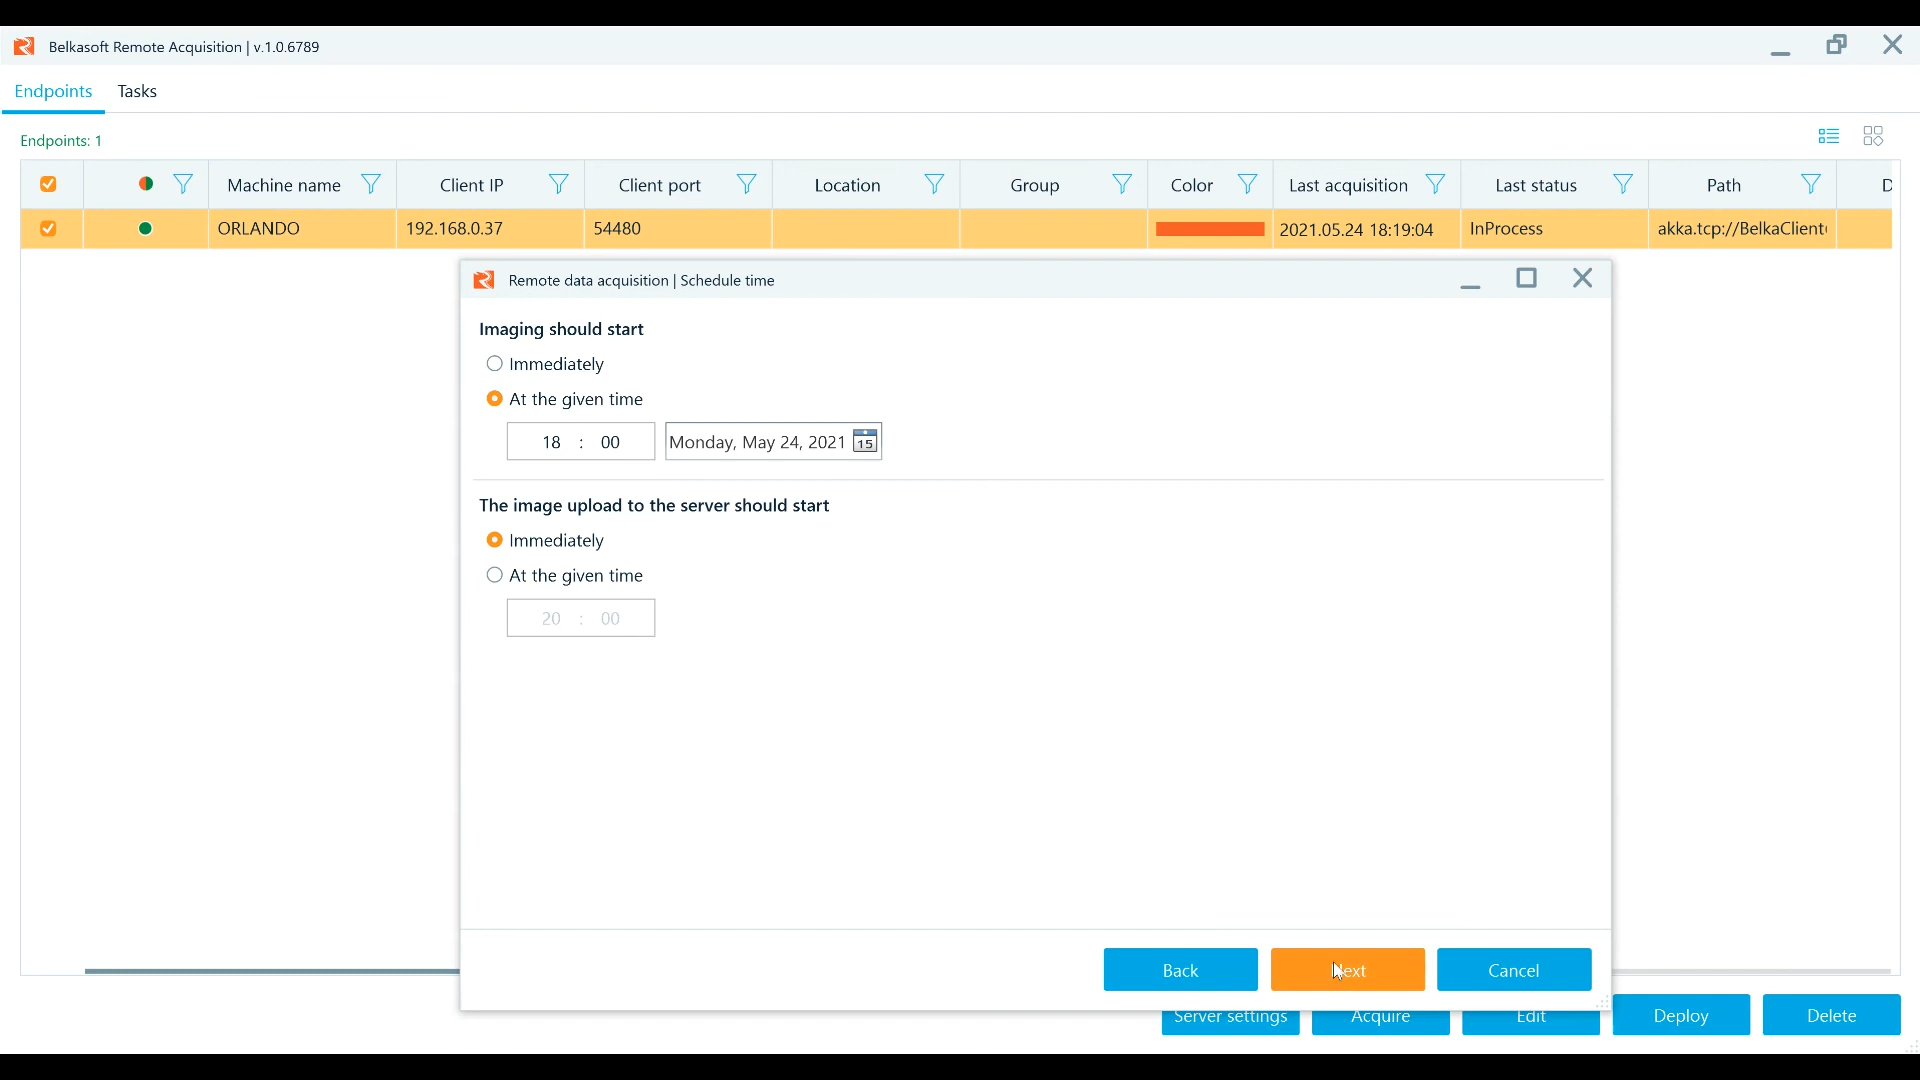 Belkasoft Remote Acquisition | v.1.0.6789
Endpoints Tasks
Endpoints: 1
Machine name Client IP Client port Location Group Color Last acquisition Last status Path D
ORLANDO 192.168.0.37 54480 2021.05.24 18:19:04 InProcess akka.tcp://BelkaClient
Remote data acquisition | Schedule time
Imaging should start
Immediately
At the given time
18 : 00 Monday, May 24, 2021 15
The image upload to the server should start
Immediately
At the given time
20 : 00
Back Next Cancel
Server settings Acquire Edit Deploy Delete